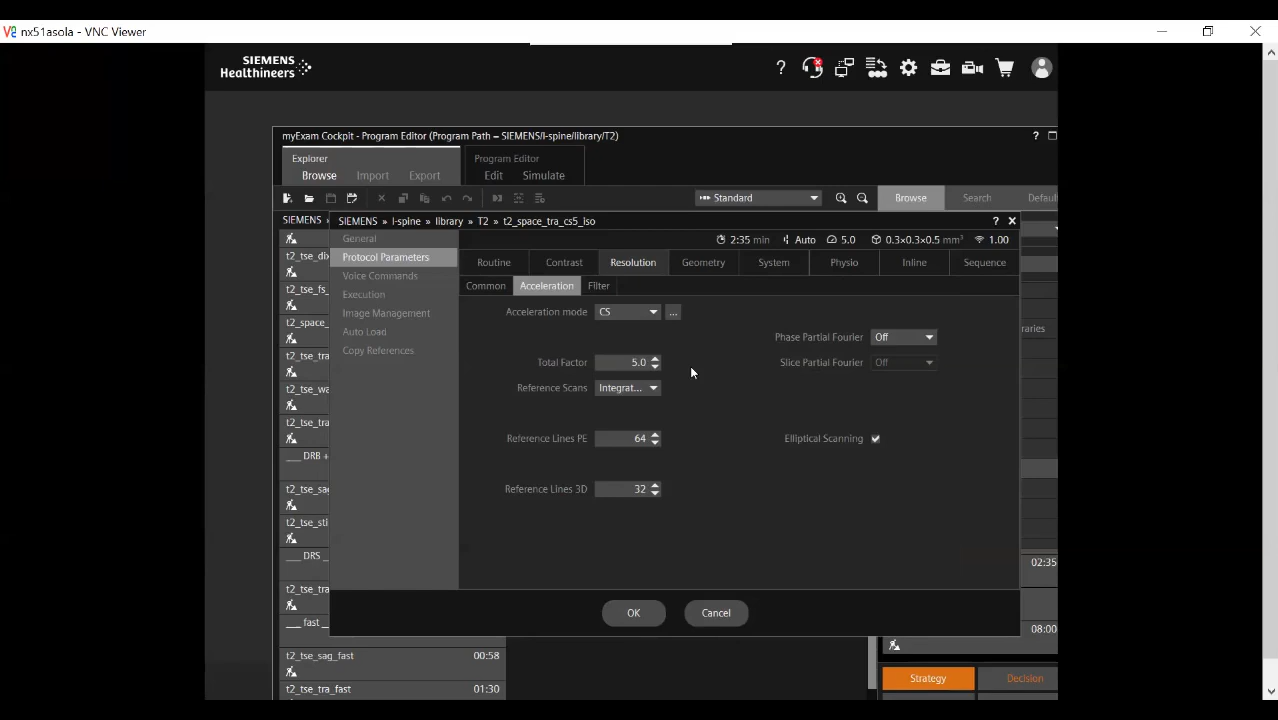 nx51asola - VNC Viewer
SIEMENS
Healthineers
myExam Cockpit - Program Editor (Program Path – SIEMENS/l-spine/library/T2)
Explorer
Program Editor
Browse Import Export
Edit Simulate
Standard
Browse Search Defaul
SIEMENS »
SIEMENS » l-spine » library » T2 » t2_space_tra_cs5_iso
2:35 min Auto 5.0 0.3×0.3×0.5 mm³ 1.00
General
Protocol Parameters
Voice Commands
Execution
Image Management
Auto Load
Copy References
Routine Contrast Resolution Geometry System Physio Inline Sequence
Common Acceleration Filter
Acceleration mode CS ...
Phase Partial Fourier Off
Total Factor 5.0
Slice Partial Fourier Off
Reference Scans Integrat...
Reference Lines PE 64
Elliptical Scanning
Reference Lines 3D 32
OK Cancel
t2_tse_dix
t2_tse_fs_
t2_space_
t2_tse_tra
t2_tse_wa
t2_tse_tra
___ DRB +
t2_tse_sag
t2_tse_sti
___ DRS _
t2_tse_tra
___ fast _
t2_tse_sag_fast 00:58
t2_tse_tra_fast 01:30
raries
02:35
08:00
Strategy Decision